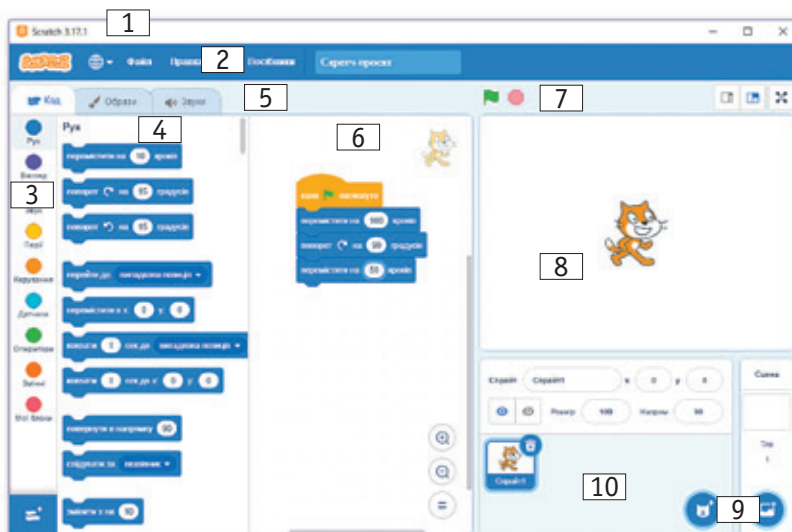 Scratch 3.17.1
1
SCRATCH Файл Правка 2 Посібники Скретч-проєкт
Код Образи Звуки 5 7
Рух 4 6
Рух
перемістити на 10 кроків
Вигляд
3
Звук
поворот на 15 градусів
поворот на 15 градусів
Події
Керування
перейти до випадкова позиція
Датчики
перемістити в x: 0 y: 0
Оператори
ковзати 1 сек до випадкова позиція
Змінні
ковзати 1 сек до x: 0 y: 0
Мої блоки
повернути в напрямку 90
слідувати за вказівник
змінити x на 10
коли натиснуто
перемістити на 100 кроків
поворот на 90 градусів
перемістити на 50 кроків
8
Спрайт Спрайт1 x 0 y 0
Розмір 100 Напрям 90
Спрайт1
10
Сцена
Тло
1
9